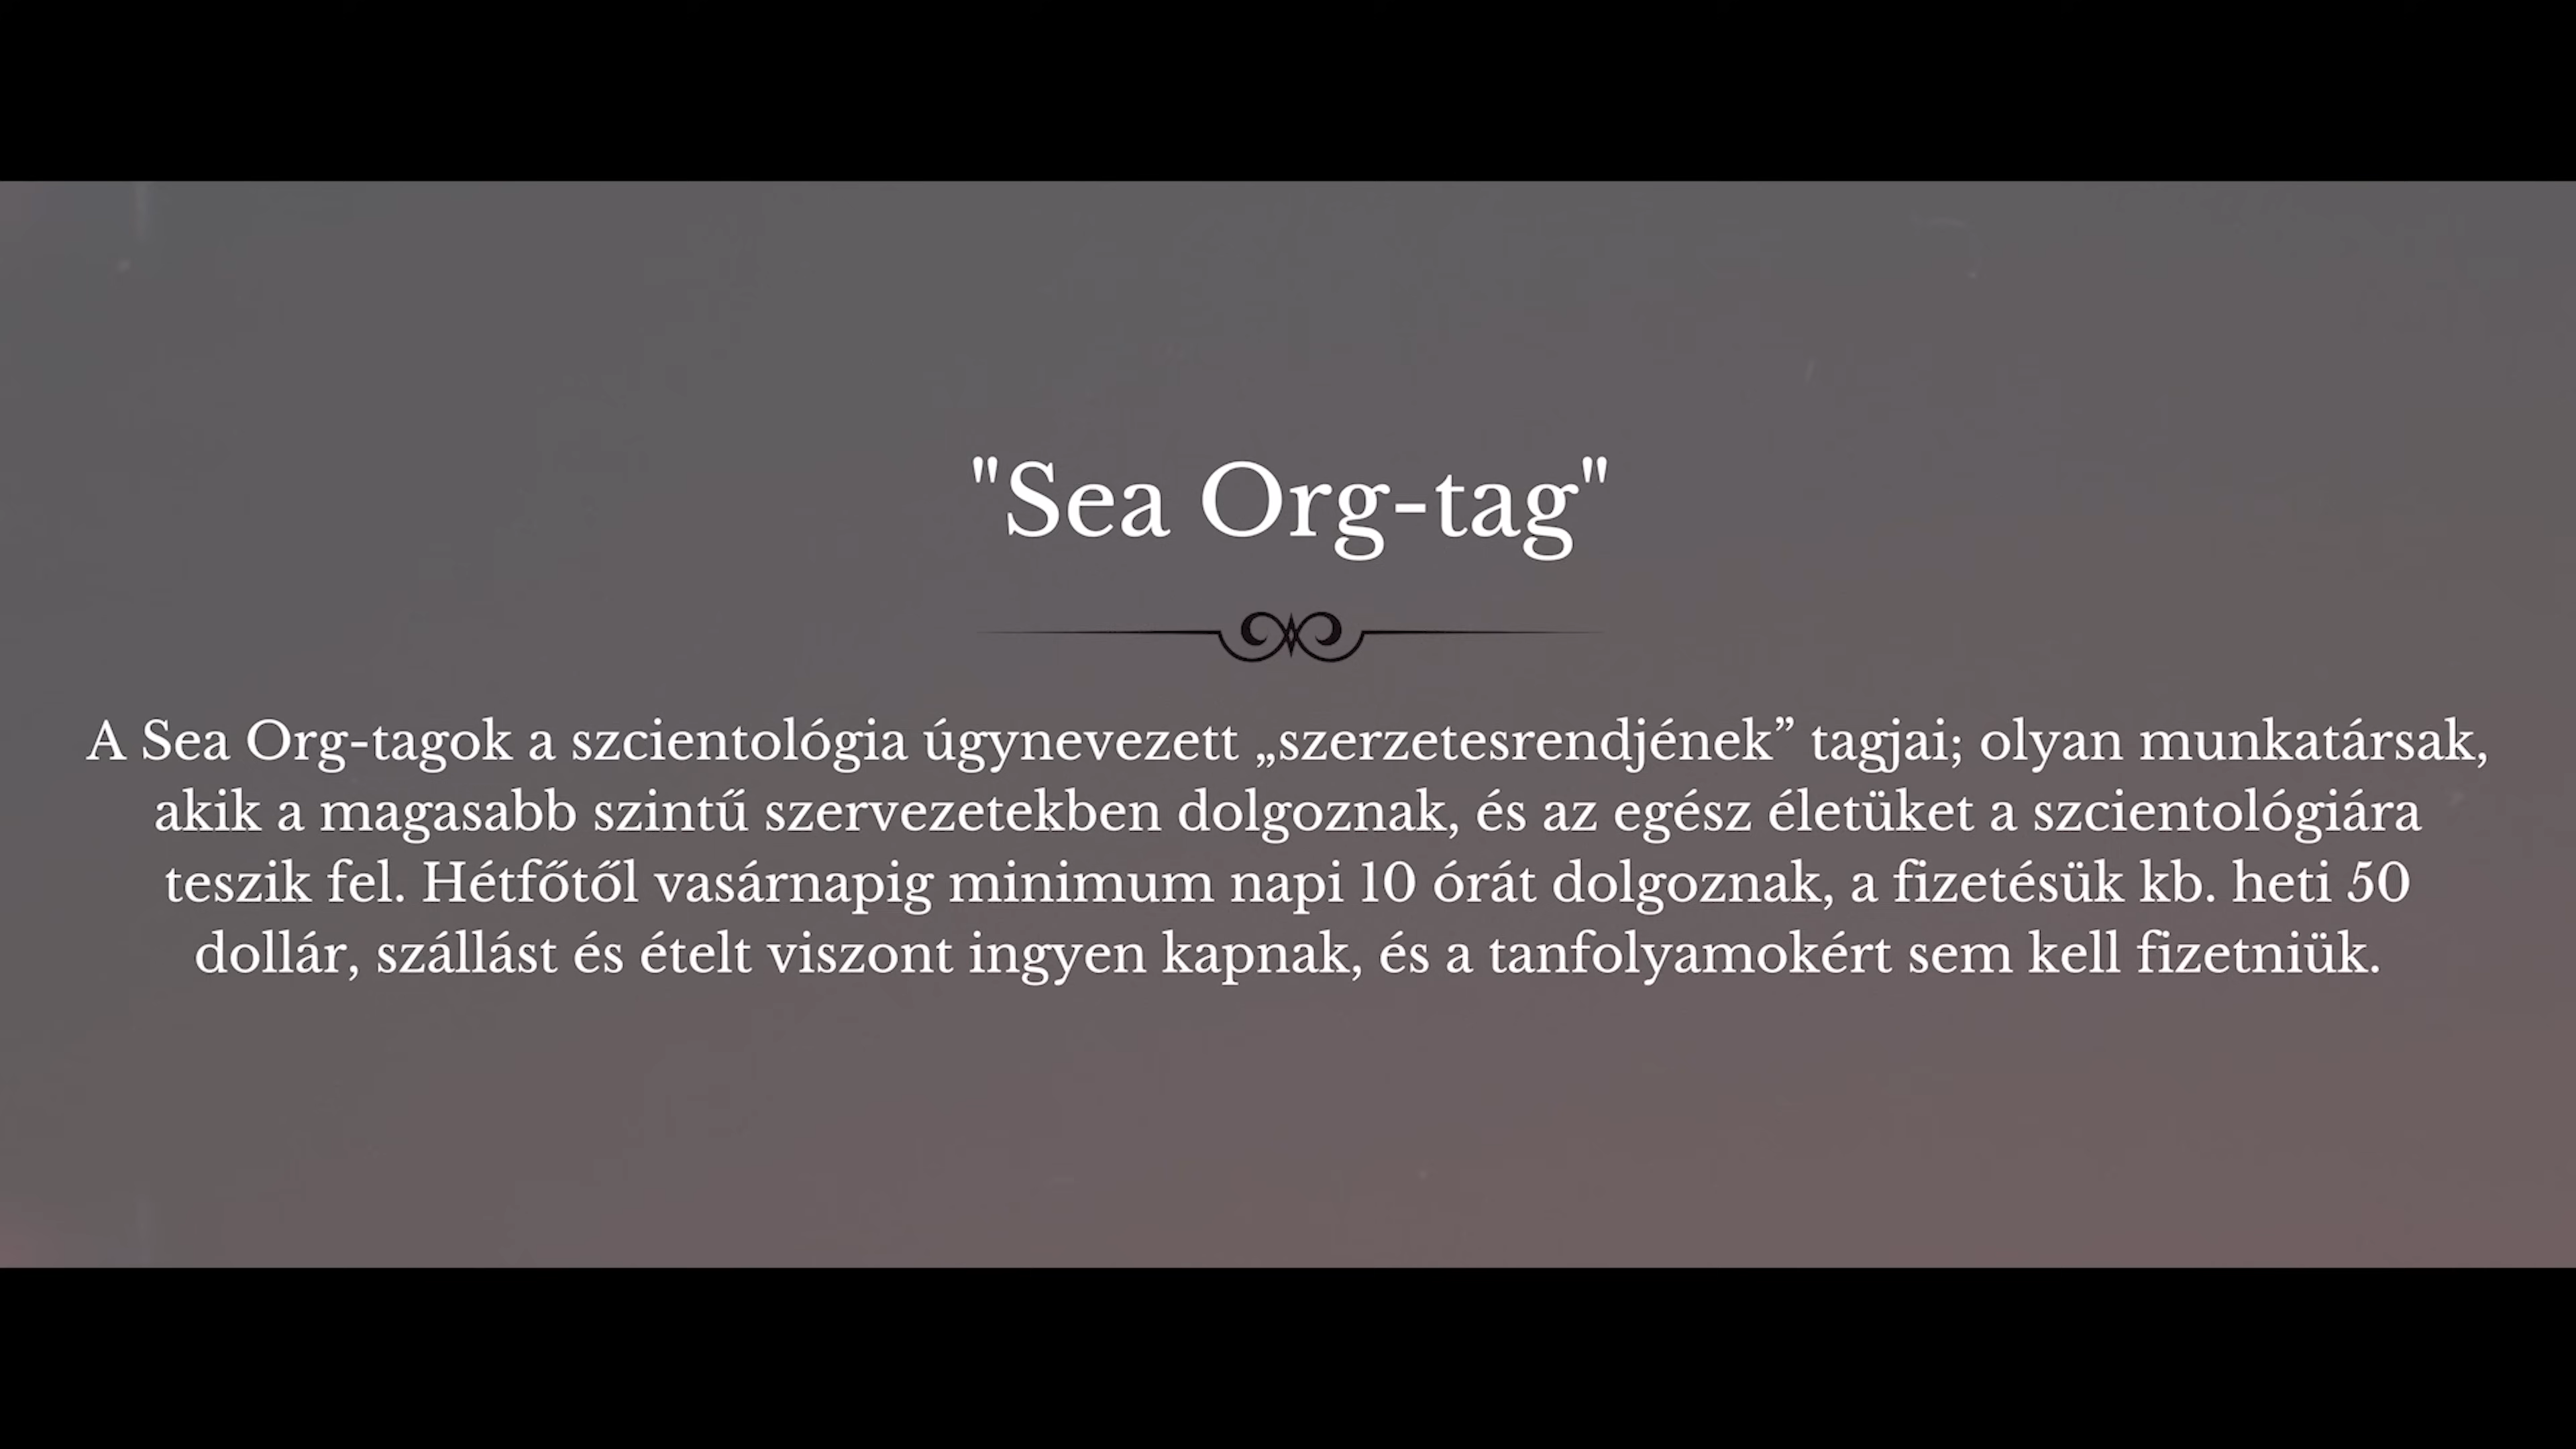 "Sea Org-tag"
A Sea Org-tagok a szcientológia úgynevezett „szerzetesrendjének” tagjai; olyan munkatársak,
akik a magasabb szintű szervezetekben dolgoznak, és az egész életüket a szcientológiára
teszik fel. Hétfőtől vasárnapig minimum napi 10 órát dolgoznak, a fizetésük kb. heti 50
dollár, szállást és ételt viszont ingyen kapnak, és a tanfolyamokért sem kell fizetniük.